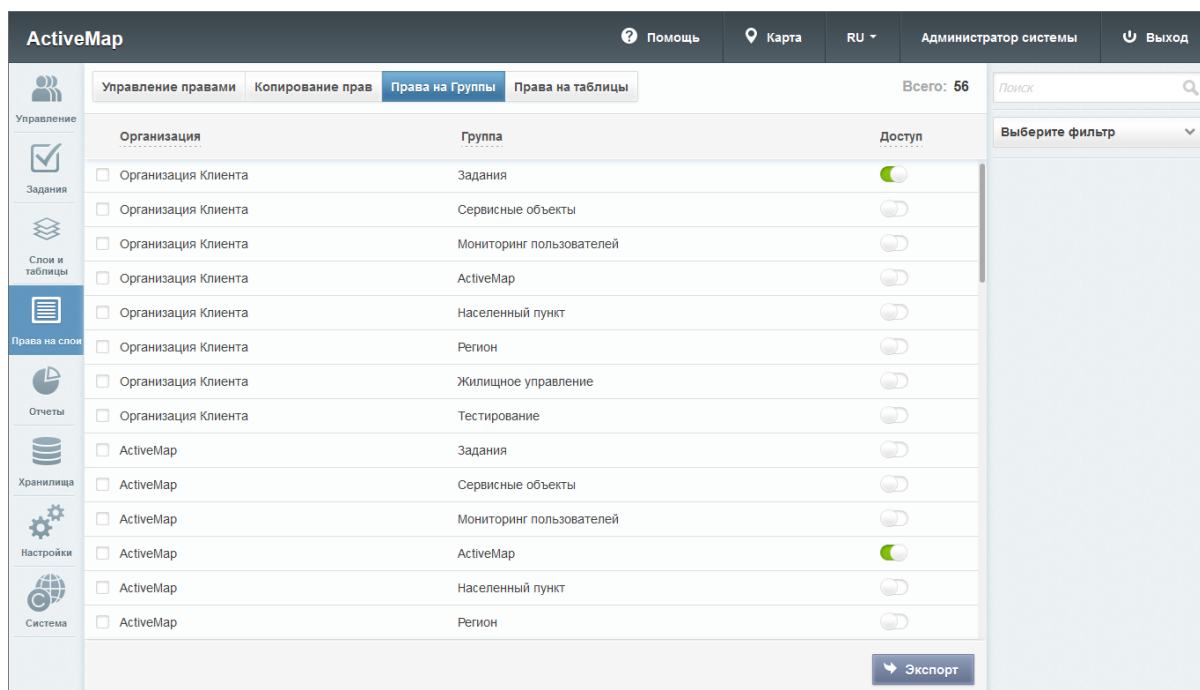 ActiveMap
Помощь
Карта
RU
Администратор системы
Выход
Управление
Задания
Слои и
таблицы
Права на слои
Отчеты
Хранилища
Настройки
Система
Управление правами
Копирование прав
Права на Группы
Права на таблицы
Всего: 56
Поиск
Выберите фильтр
Организация Группа Доступ
Организация Клиента Задания
Организация Клиента Сервисные объекты
Организация Клиента Мониторинг пользователей
Организация Клиента ActiveMap
Организация Клиента Населенный пункт
Организация Клиента Регион
Организация Клиента Жилищное управление
Организация Клиента Тестирование
ActiveMap Задания
ActiveMap Сервисные объекты
ActiveMap Мониторинг пользователей
ActiveMap ActiveMap
ActiveMap Населенный пункт
ActiveMap Регион
Экспорт